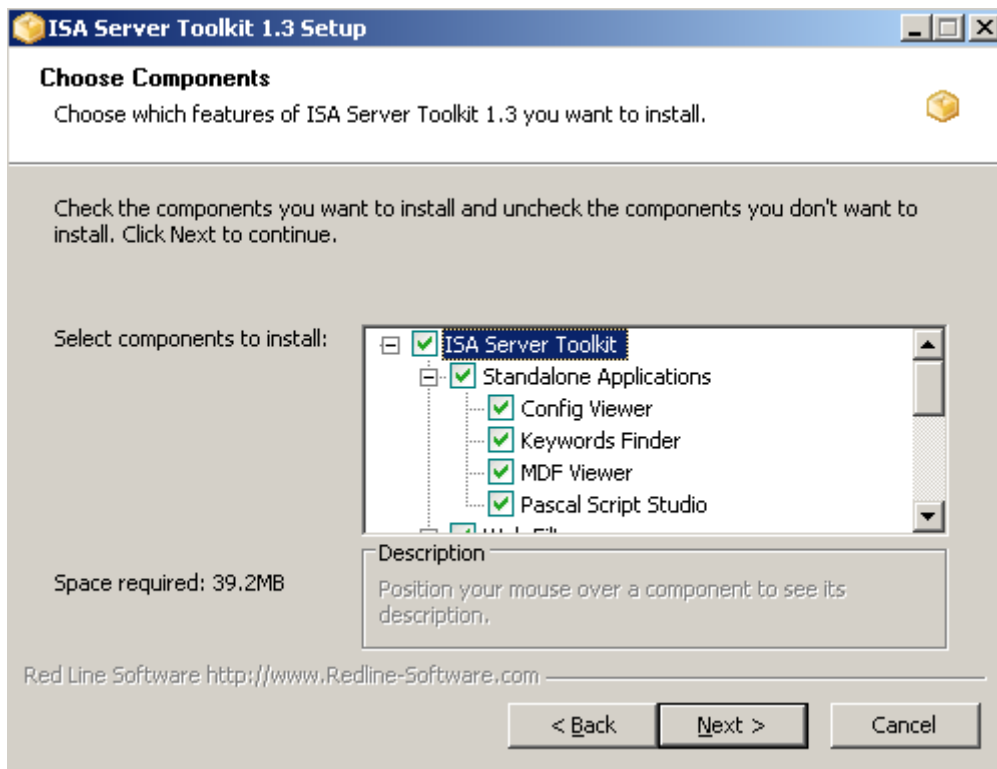 ISA Server Toolkit 1.3 Setup
Choose Components
Choose which features of ISA Server Toolkit 1.3 you want to install.
Check the components you want to install and uncheck the components you don't want to
install. Click Next to continue.
Select components to install:
ISA Server Toolkit
Standalone Applications
Config Viewer
Keywords Finder
MDF Viewer
Pascal Script Studio
Space required: 39.2MB
Description
Position your mouse over a component to see its
description.
Red Line Software http://www.Redline-Software.com
< Back
Next >
Cancel